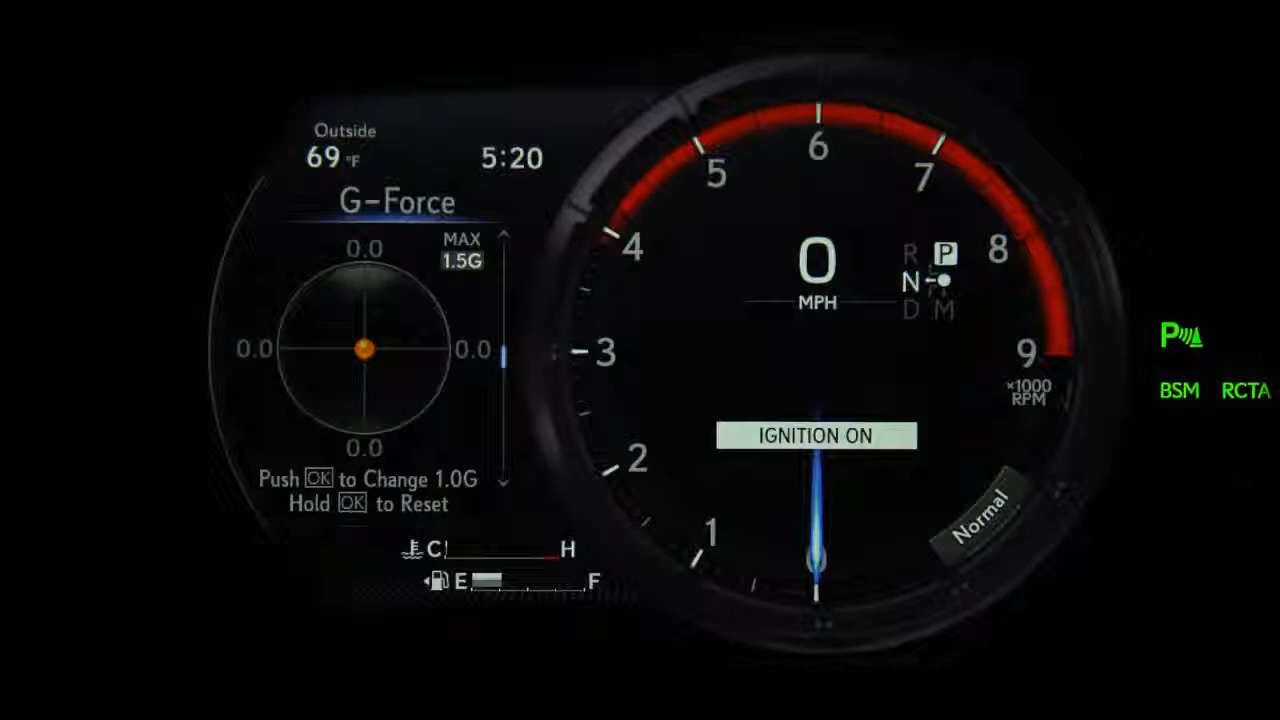 Outside
69 °F
5:20
G-Force
0.0
MAX
1.5G
0.0
0.0
0.0
Push OK to Change 1.0G
Hold OK to Reset
C
H
E
F
1
2
3
4
5
6
7
8
9
×1000
RPM
0
MPH
R P
N
D M
IGNITION ON
Normal
P
BSM RCTA